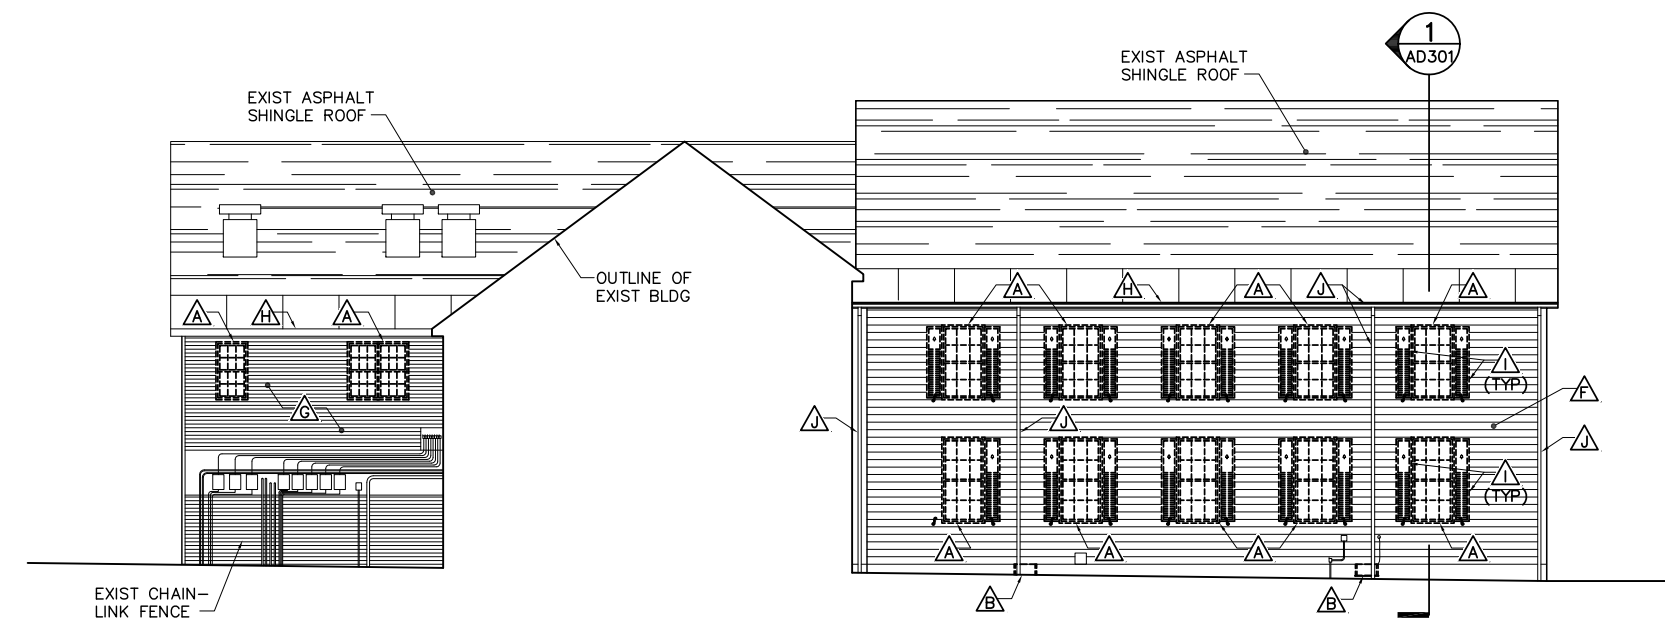 1
AD301
EXIST ASPHALT
SHINGLE ROOF
EXIST ASPHALT
SHINGLE ROOF
OUTLINE OF
EXIST BLDG
A
H
A
A
H
A
J
A
I
(TYP)
F
G
J
J
J
I
(TYP)
A
A
A
A
B
B
EXIST CHAIN-
LINK FENCE